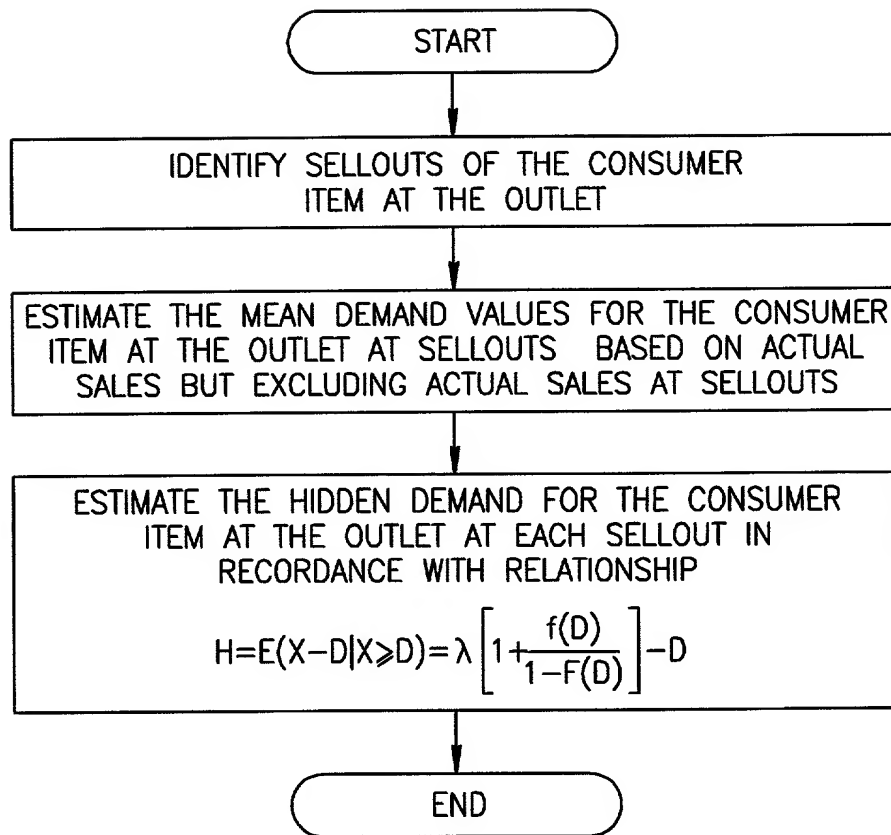 START
IDENTIFY SELLOUTS OF THE CONSUMER
ITEM AT THE OUTLET
ESTIMATE THE MEAN DEMAND VALUES FOR THE CONSUMER
ITEM AT THE OUTLET AT SELLOUTS BASED ON ACTUAL
SALES BUT EXCLUDING ACTUAL SALES AT SELLOUTS
ESTIMATE THE HIDDEN DEMAND FOR THE CONSUMER
ITEM AT THE OUTLET AT EACH SELLOUT IN
RECORDANCE WITH RELATIONSHIP
H=E(X-D|X⩾D)=λ[1+f(D)/1-F(D)]-D
END